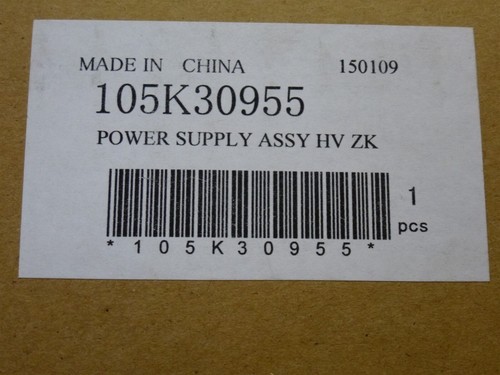 MADE IN CHINA 150109
105K30955
POWER SUPPLY ASSY HV ZK
1
pcs
*105K30955*